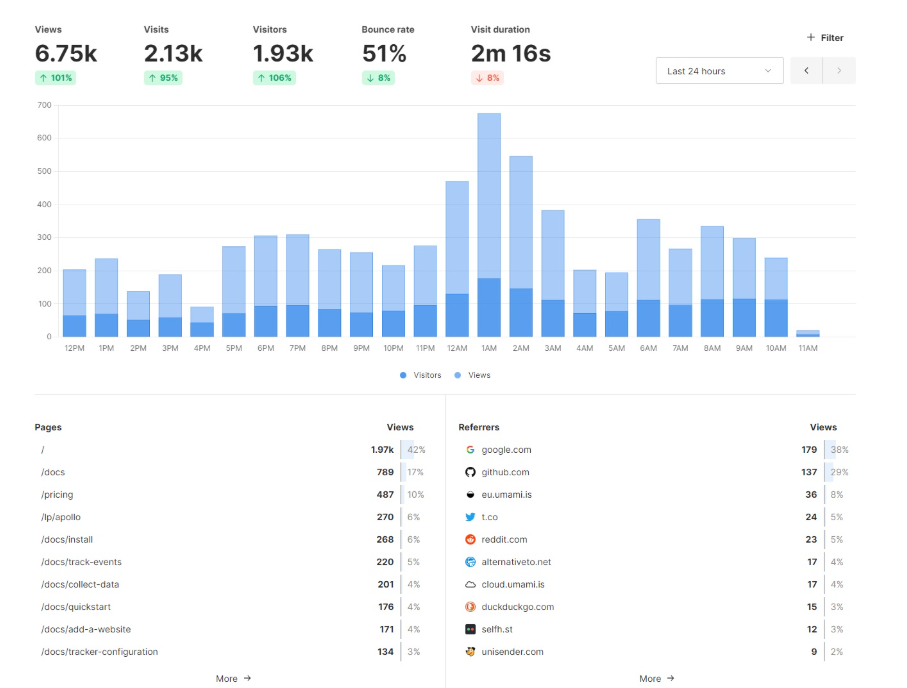 Views Visits Visitors Bounce rate Visit duration
6.75k 2.13k 1.93k 51% 2m 16s
↑ 101% ↑ 95% ↑ 106% ↓ 8% ↓ 8%
+ Filter
Last 24 hours
700
600
500
400
300
200
100
0
12PM 1PM 2PM 3PM 4PM 5PM 6PM 7PM 8PM 9PM 10PM 11PM 12AM 1AM 2AM 3AM 4AM 5AM 6AM 7AM 8AM 9AM 10AM 11AM
Visitors Views
Pages Views
/ 1.97k 42%
/docs 789 17%
/pricing 487 10%
/lp/apollo 270 6%
/docs/install 268 6%
/docs/track-events 220 5%
/docs/collect-data 201 4%
/docs/quickstart 176 4%
/docs/add-a-website 171 4%
/docs/tracker-configuration 134 3%
More →
Referrers Views
google.com 179 38%
github.com 137 29%
eu.umami.is 36 8%
t.co 24 5%
reddit.com 23 5%
alternativeto.net 17 4%
cloud.umami.is 17 4%
duckduckgo.com 15 3%
selfh.st 12 3%
unisender.com 9 2%
More →